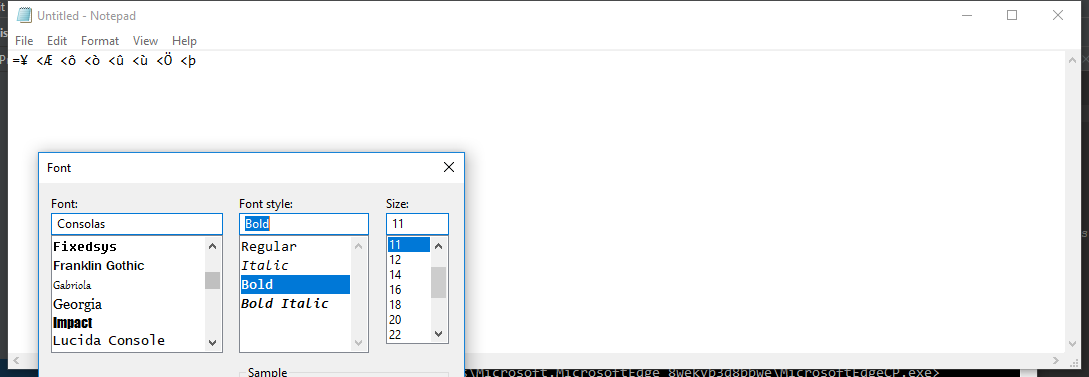 Untitled - Notepad
File Edit Format View Help
=¥ <Æ <ô <ò <û <ù <Ö <þ
Font
Font: Font style: Size:
Consolas Bold 11
Fixedsys Regular 11
Franklin Gothic Italic 12
Gabriola Bold 14
Georgia Bold Italic 16
Impact 18
Lucida Console 20
22
Sample
\Microsoft.MicrosoftEdge_8wekyb3d8bbwe\MicrosoftEdgeCP.exe>